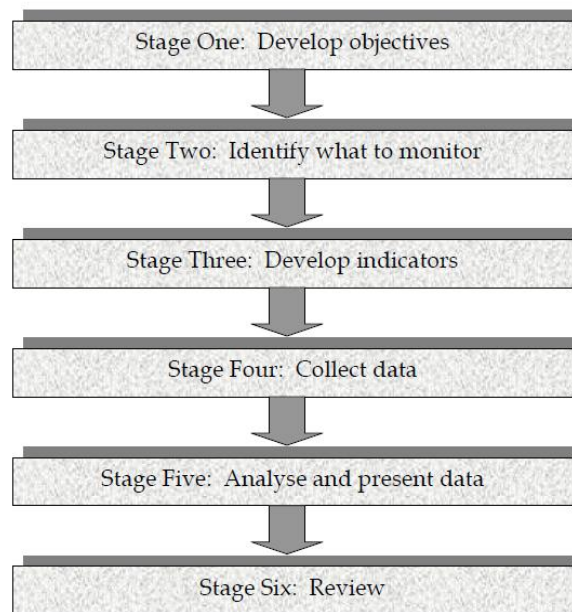 Stage One: Develop objectives
Stage Two: Identify what to monitor
Stage Three: Develop indicators
Stage Four: Collect data
Stage Five: Analyse and present data
Stage Six: Review